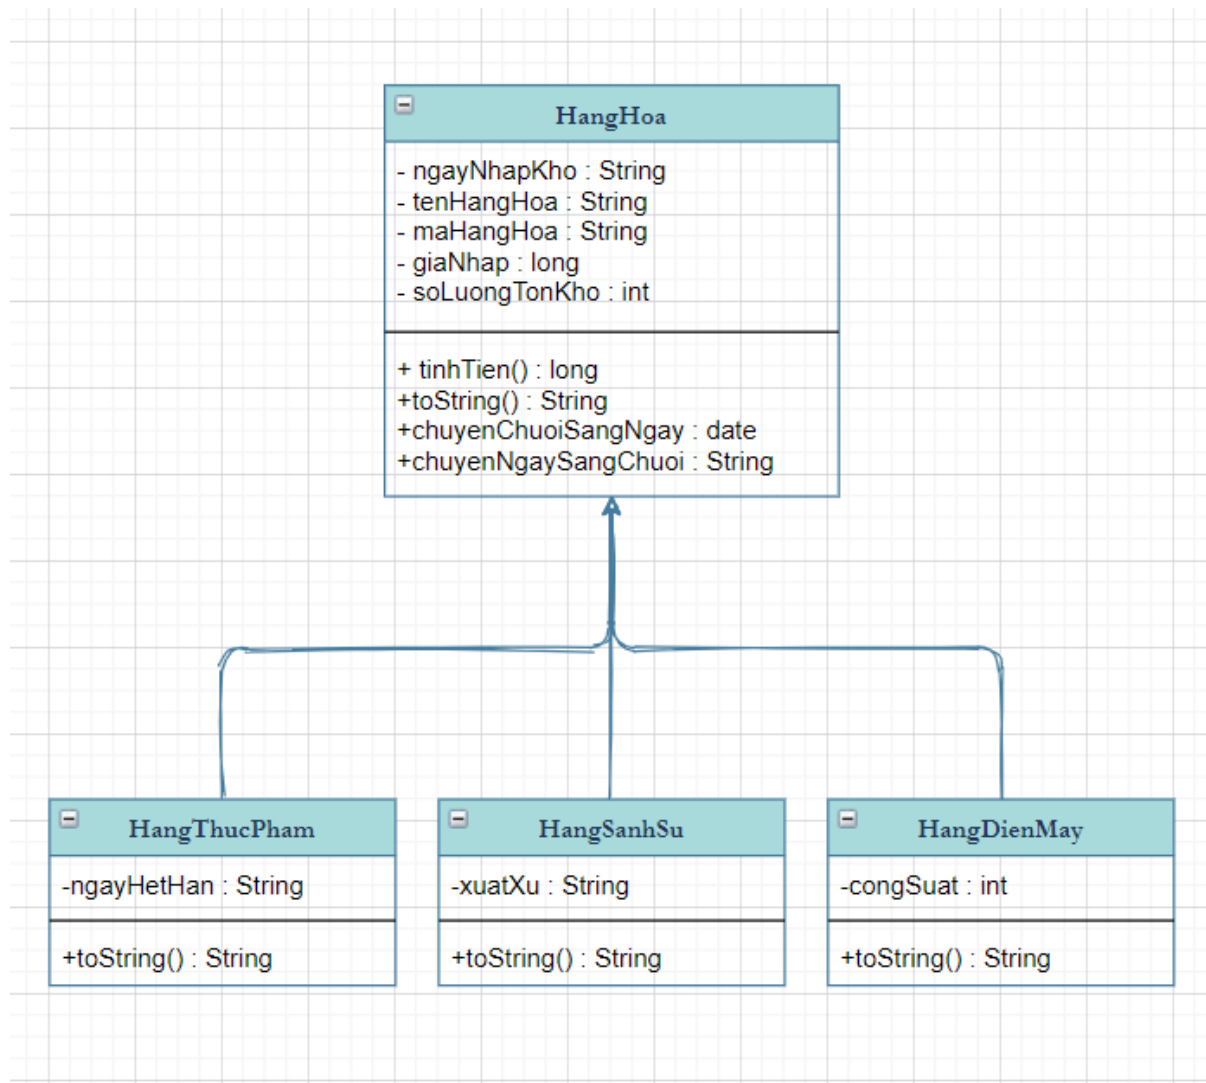 HangHoa
- ngayNhapKho : String
- tenHangHoa : String
- maHangHoa : String
- giaNhap : long
- soLuongTonKho : int
+ tinhTien() : long
+toString() : String
+chuyenChuoiSangNgay : date
+chuyenNgaySangChuoi : String
HangThucPham
-ngayHetHan : String
+toString() : String
HangSanhSu
-xuatXu : String
+toString() : String
HangDienMay
-congSuat : int
+toString() : String